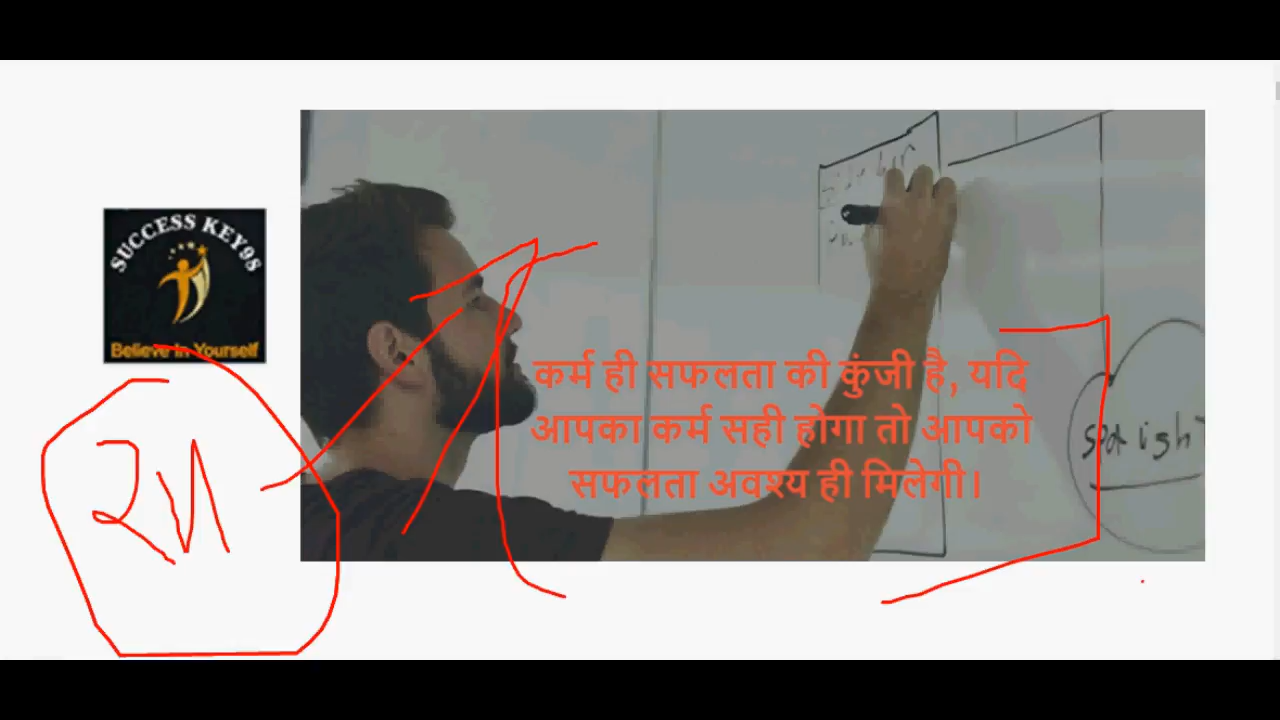 SUCCESS KEY98
Believe in Yourself
कर्म ही सफलता की कुंजी है, यदि
आपका कर्म सही होगा तो आपको
सफलता अवश्य ही मिलेगी।